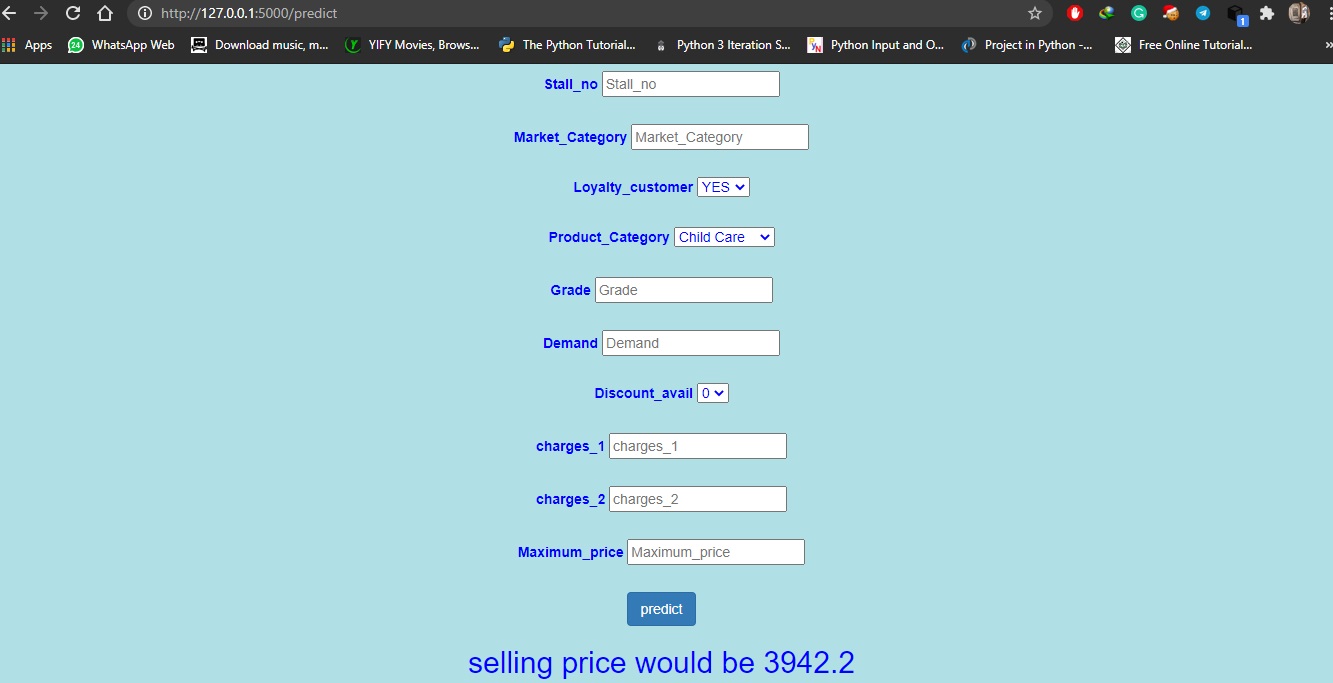 http://127.0.0.1:5000/predict
Apps WhatsApp Web Download music, m... YIFY Movies, Brows... The Python Tutorial... Python 3 Iteration S... Python Input and O... Project in Python -... Free Online Tutorial... »
Stall_no Stall_no
Market_Category Market_Category
Loyalty_customer YES
Product_Category Child Care
Grade Grade
Demand Demand
Discount_avail 0
charges_1 charges_1
charges_2 charges_2
Maximum_price Maximum_price
predict
selling price would be 3942.2